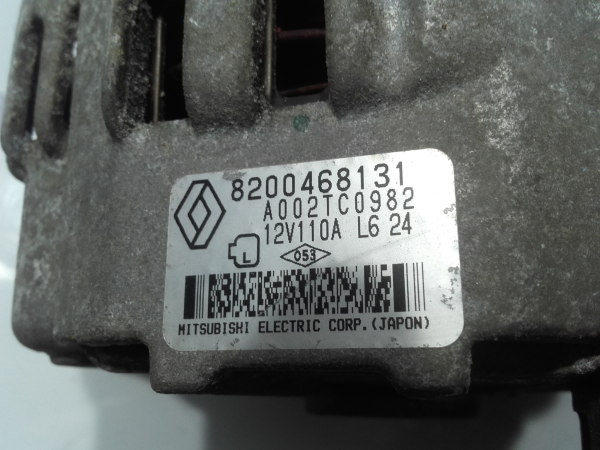 8200468131
A002TC0982
12V110A L6 24
L 053
MITSUBISHI ELECTRIC CORP.(JAPON)